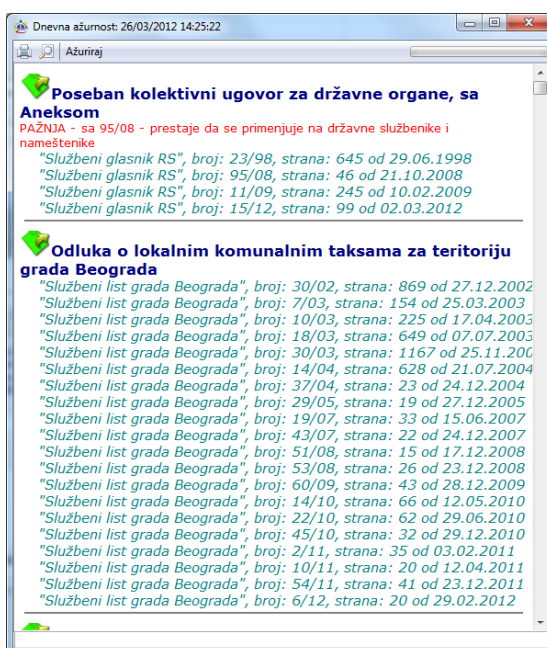 Dnevna ažurnost: 26/03/2012 14:25:22
Ažuriraj
Poseban kolektivni ugovor za državne organe, sa
Aneksom
PAŽNJA - sa 95/08 - prestaje da se primenjuje na državne službenike i
nameštenike
"Službeni glasnik RS", broj: 23/98, strana: 645 od 29.06.1998
"Službeni glasnik RS", broj: 95/08, strana: 46 od 21.10.2008
"Službeni glasnik RS", broj: 11/09, strana: 245 od 10.02.2009
"Službeni glasnik RS", broj: 15/12, strana: 99 od 02.03.2012
Odluka o lokalnim komunalnim taksama za teritoriju
grada Beograda
"Službeni list grada Beograda", broj: 30/02, strana: 869 od 27.12.2002
"Službeni list grada Beograda", broj: 7/03, strana: 154 od 25.03.2003
"Službeni list grada Beograda", broj: 10/03, strana: 225 od 17.04.2003
"Službeni list grada Beograda", broj: 18/03, strana: 649 od 07.07.2003
"Službeni list grada Beograda", broj: 30/03, strana: 1167 od 25.11.200
"Službeni list grada Beograda", broj: 14/04, strana: 628 od 21.07.2004
"Službeni list grada Beograda", broj: 37/04, strana: 23 od 24.12.2004
"Službeni list grada Beograda", broj: 29/05, strana: 19 od 27.12.2005
"Službeni list grada Beograda", broj: 19/07, strana: 33 od 15.06.2007
"Službeni list grada Beograda", broj: 43/07, strana: 22 od 24.12.2007
"Službeni list grada Beograda", broj: 51/08, strana: 15 od 17.12.2008
"Službeni list grada Beograda", broj: 53/08, strana: 26 od 23.12.2008
"Službeni list grada Beograda", broj: 60/09, strana: 43 od 28.12.2009
"Službeni list grada Beograda", broj: 14/10, strana: 66 od 12.05.2010
"Službeni list grada Beograda", broj: 22/10, strana: 62 od 29.06.2010
"Službeni list grada Beograda", broj: 45/10, strana: 32 od 29.12.2010
"Službeni list grada Beograda", broj: 2/11, strana: 35 od 03.02.2011
"Službeni list grada Beograda", broj: 10/11, strana: 20 od 12.04.2011
"Službeni list grada Beograda", broj: 54/11, strana: 41 od 23.12.2011
"Službeni list grada Beograda", broj: 6/12, strana: 20 od 29.02.2012